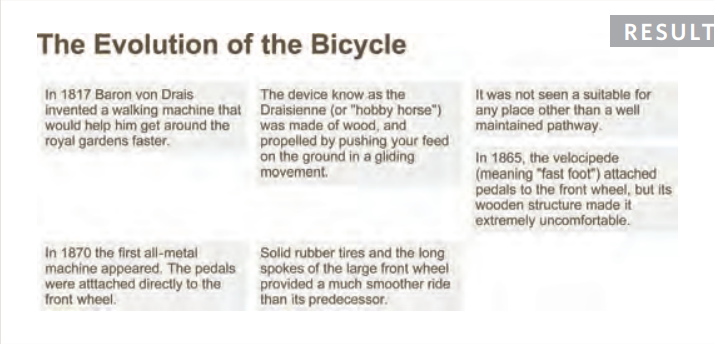 RESULT
The Evolution of the Bicycle
In 1817 Baron von Drais
invented a walking machine that
would help him get around the
royal gardens faster.
The device know as the
Draisienne (or "hobby horse")
was made of wood, and
propelled by pushing your feed
on the ground in a gliding
movement.
It was not seen a suitable for
any place other than a well
maintained pathway.
In 1865, the velocipede
(meaning "fast foot") attached
pedals to the front wheel, but its
wooden structure made it
extremely uncomfortable.
In 1870 the first all-metal
machine appeared. The pedals
were atttached directly to the
front wheel.
Solid rubber tires and the long
spokes of the large front wheel
provided a much smoother ride
than its predecessor.